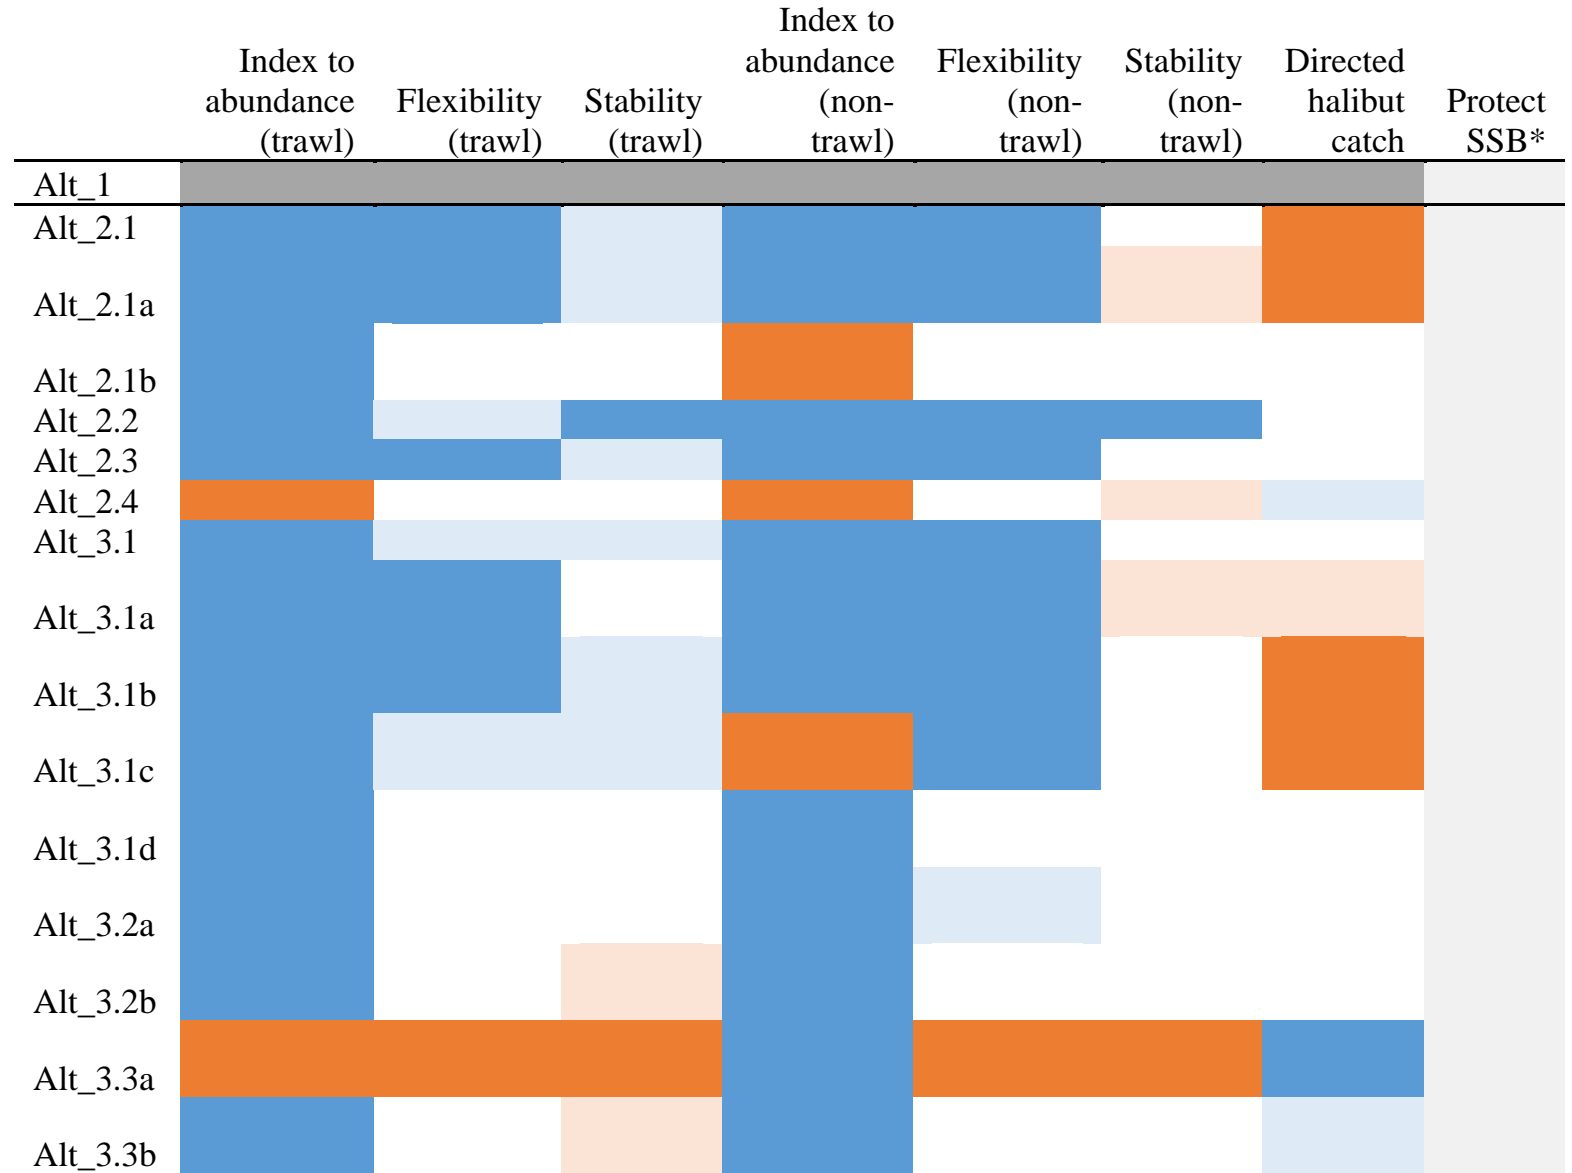 Index to abundance (trawl)
Flexibility (trawl)
Stability (trawl)
Index to abundance (non-trawl)
Flexibility (non-trawl)
Stability (non-trawl)
Directed halibut catch
Protect SSB*
Alt_1
Alt_2.1
Alt_2.1a
Alt_2.1b
Alt_2.2
Alt_2.3
Alt_2.4
Alt_3.1
Alt_3.1a
Alt_3.1b
Alt_3.1c
Alt_3.1d
Alt_3.2a
Alt_3.2b
Alt_3.3a
Alt_3.3b